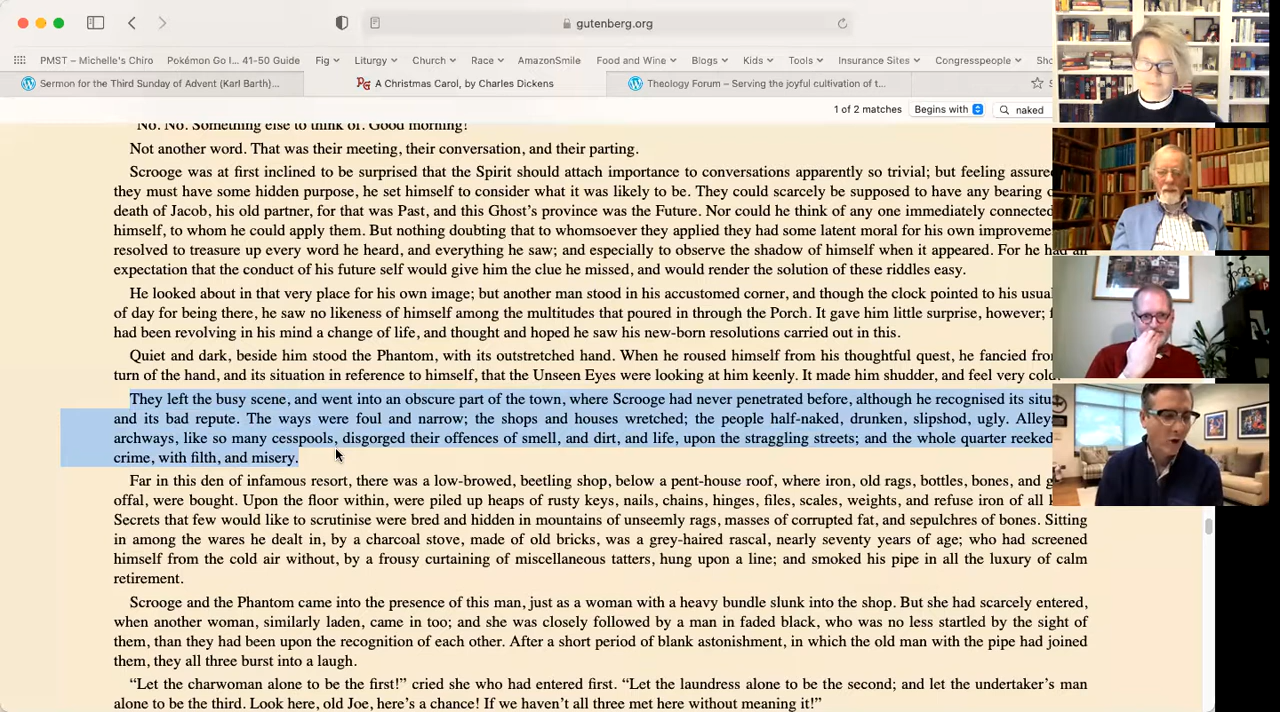 gutenberg.org
PMST – Michelle's Chiro Pokémon Go I... 41-50 Guide Fig Liturgy Church Race AmazonSmile Food and Wine Blogs Kids Tools Insurance Sites Congresspeople Sho
Sermon for the Third Sunday of Advent (Karl Barth)... A Christmas Carol, by Charles Dickens Theology Forum – Serving the joyful cultivation of t...
1 of 2 matches Begins with naked
"No. No. Something else to think of. Good morning!"
Not another word. That was their meeting, their conversation, and their parting.
Scrooge was at first inclined to be surprised that the Spirit should attach importance to conversations apparently so trivial; but feeling assure
they must have some hidden purpose, he set himself to consider what it was likely to be. They could scarcely be supposed to have any bearing o
death of Jacob, his old partner, for that was Past, and this Ghost's province was the Future. Nor could he think of any one immediately connected
himself, to whom he could apply them. But nothing doubting that to whomsoever they applied they had some latent moral for his own improveme
resolved to treasure up every word he heard, and everything he saw; and especially to observe the shadow of himself when it appeared. For he had an
expectation that the conduct of his future self would give him the clue he missed, and would render the solution of these riddles easy.
He looked about in that very place for his own image; but another man stood in his accustomed corner, and though the clock pointed to his usua
of day for being there, he saw no likeness of himself among the multitudes that poured in through the Porch. It gave him little surprise, however; f
had been revolving in his mind a change of life, and thought and hoped he saw his new-born resolutions carried out in this.
Quiet and dark, beside him stood the Phantom, with its outstretched hand. When he roused himself from his thoughtful quest, he fancied fro
turn of the hand, and its situation in reference to himself, that the Unseen Eyes were looking at him keenly. It made him shudder, and feel very cold.
They left the busy scene, and went into an obscure part of the town, where Scrooge had never penetrated before, although he recognised its situ
and its bad repute. The ways were foul and narrow; the shops and houses wretched; the people half-naked, drunken, slipshod, ugly. Alley
archways, like so many cesspools, disgorged their offences of smell, and dirt, and life, upon the straggling streets; and the whole quarter reeked
crime, with filth, and misery.
Far in this den of infamous resort, there was a low-browed, beetling shop, below a pent-house roof, where iron, old rags, bottles, bones, and g
offal, were bought. Upon the floor within, were piled up heaps of rusty keys, nails, chains, hinges, files, scales, weights, and refuse iron of all k
Secrets that few would like to scrutinise were bred and hidden in mountains of unseemly rags, masses of corrupted fat, and sepulchres of bones. Sitting
in among the wares he dealt in, by a charcoal stove, made of old bricks, was a grey-haired rascal, nearly seventy years of age; who had screened
himself from the cold air without, by a frousy curtaining of miscellaneous tatters, hung upon a line; and smoked his pipe in all the luxury of calm
retirement.
Scrooge and the Phantom came into the presence of this man, just as a woman with a heavy bundle slunk into the shop. But she had scarcely entered,
when another woman, similarly laden, came in too; and she was closely followed by a man in faded black, who was no less startled by the sight of
them, than they had been upon the recognition of each other. After a short period of blank astonishment, in which the old man with the pipe had joined
them, they all three burst into a laugh.
"Let the charwoman alone to be the first!" cried she who had entered first. "Let the laundress alone to be the second; and let the undertaker's man
alone to be the third. Look here, old Joe, here's a chance! If we haven't all three met here without meaning it!"